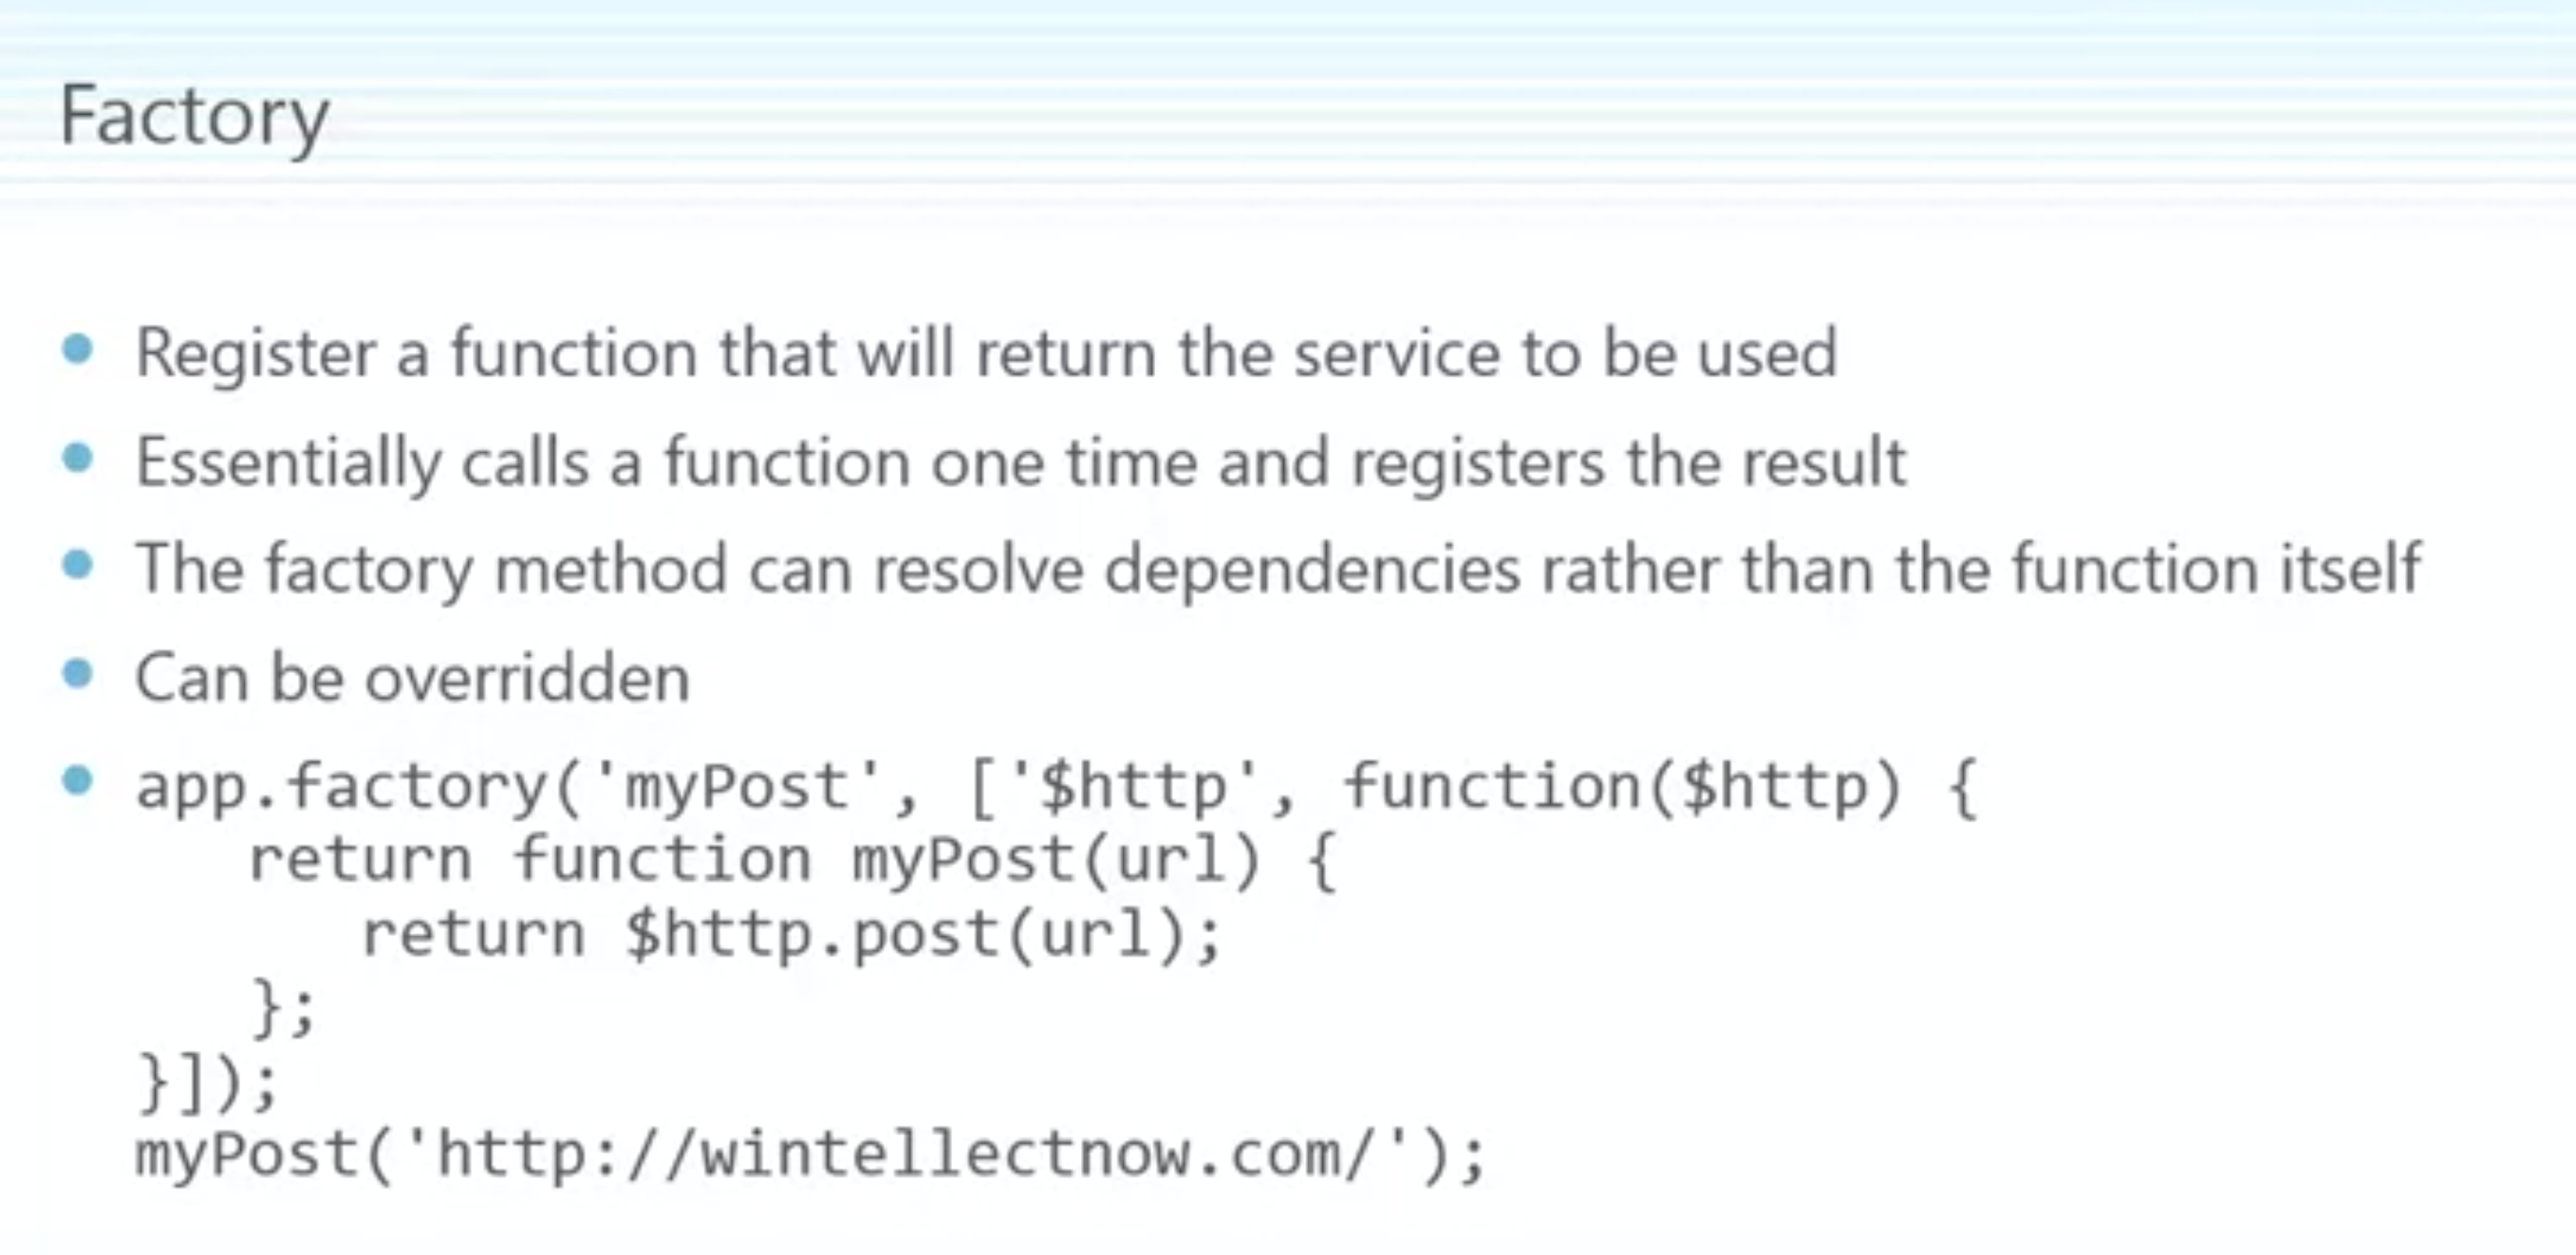 Factory
Register a function that will return the service to be used
Essentially calls a function one time and registers the result
The factory method can resolve dependencies rather than the function itself
Can be overridden
app.factory('myPost', ['$http', function($http) {
return function myPost(url) {
return $http.post(url);
};
}]);
myPost('http://wintellectnow.com/');